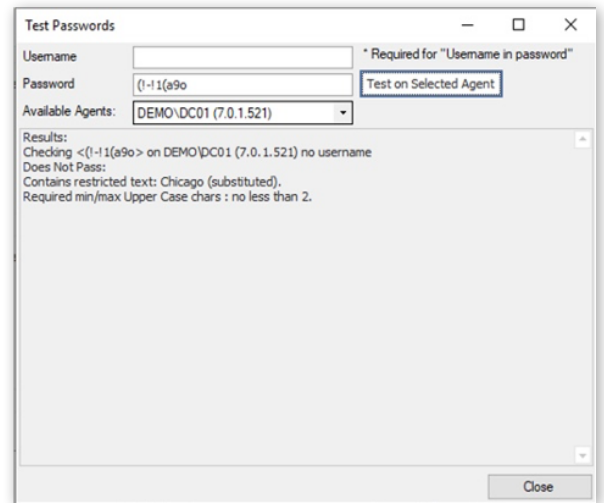 Test Passwords
Username
* Required for "Username in password"
Password (!-!1(a9o Test on Selected Agent
Available Agents: DEMO\DC01 (7.0.1.521)
Results:
Checking <(!-!1(a9o> on DEMO\DC01 (7.0.1.521) no username
Does Not Pass:
Contains restricted text: Chicago (substituted).
Required min/max Upper Case chars : no less than 2.
Close